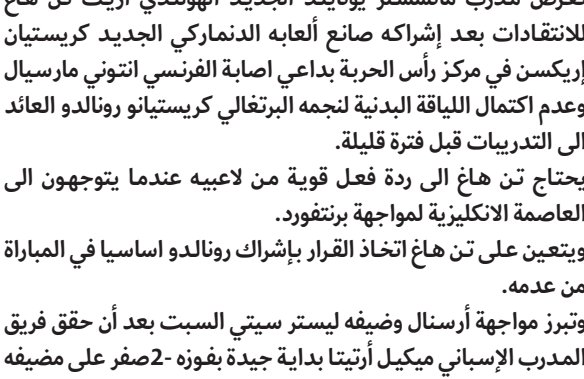 تعرض مدرب مانشستر يونايتد الجديد الهولندي اريك تن هاغ
للانتقادات بعد إشراكه صانع ألعابه الدنماركي الجديد كريستيان
إريكسن في مركز رأس الحربة بداعي اصابة الفرنسي انتوني مارسيال
وعدم اكتمال اللياقة البدنية لنجمه البرتغالي كريستيانو رونالدو العائد
الى التدريبات قبل فترة قليلة.
يحتاج تن هاغ الى ردة فعل قوية من لاعبيه عندما يتوجهون الى
العاصمة الانكليزية لمواجهة برنتفورد.
ويتعين على تن هاغ اتخاذ القرار بإشراك رونالدو اساسيا في المباراة
من عدمه.
وتبرز مواجهة أرسنال وضيفه ليستر سيتي السبت بعد أن حقق فريق
المدرب الإسباني ميكيل أرتيتا بداية جيدة بفوزه -2صفر على مضيفه